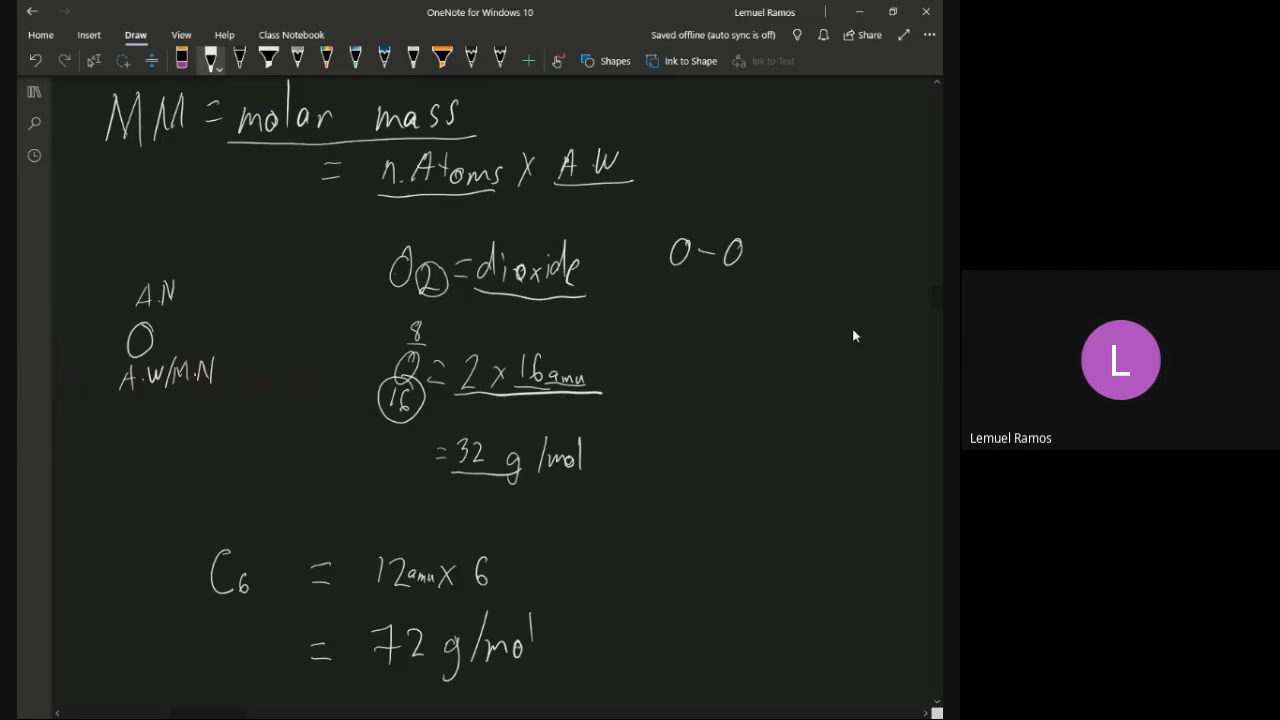 OneNote for Windows 10
Lemuel Ramos
Home Insert Draw View Help Class Notebook
Saved offline (auto sync is off)
Share
Shapes
Ink to Shape
Ink to Text
MM = molar mass
= n.Atoms X A.W
O2 = dioxide O-O
A.N
O
A.W/M.N
8
O = 2 x 16amu
16
= 32 g/mol
C6 = 12amu x 6
= 72 g/mol
L
Lemuel Ramos